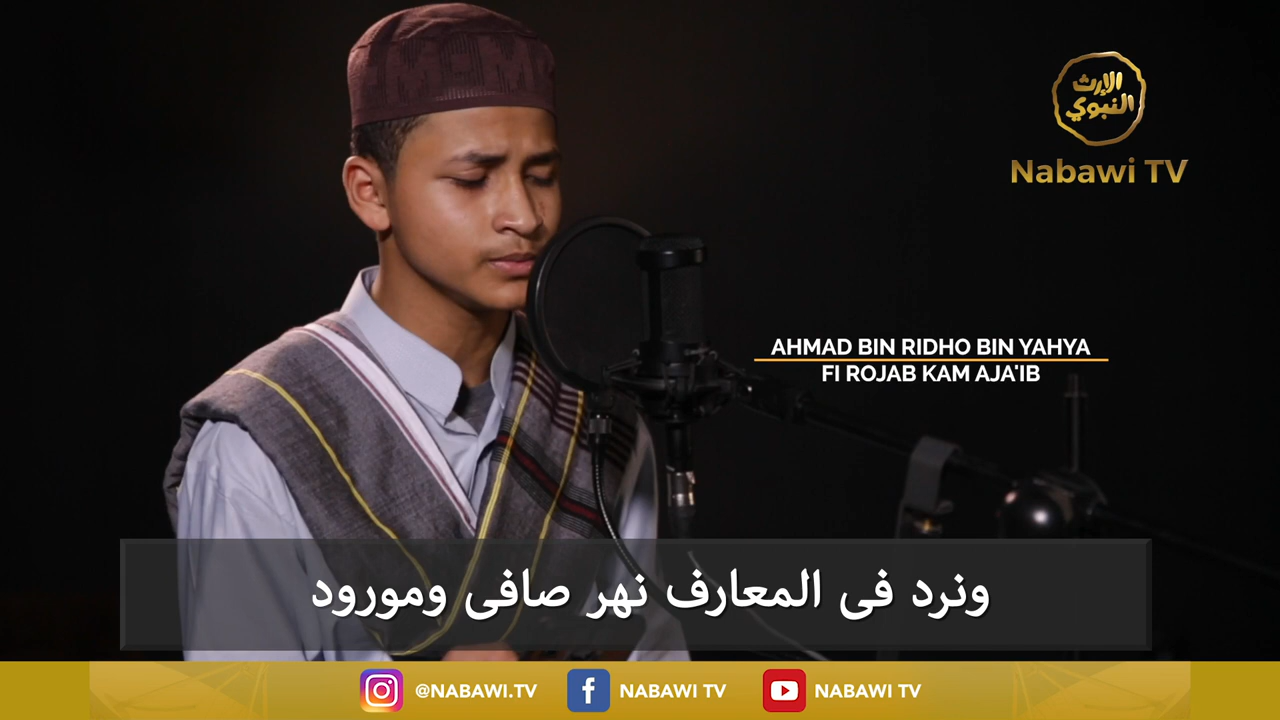 الإرث
النبوي
Nabawi TV
AHMAD BIN RIDHO BIN YAHYA
FI ROJAB KAM AJA'IB
ونرد فى المعارف نهر صافى ومورود
@NABAWI.TV NABAWI TV NABAWI TV